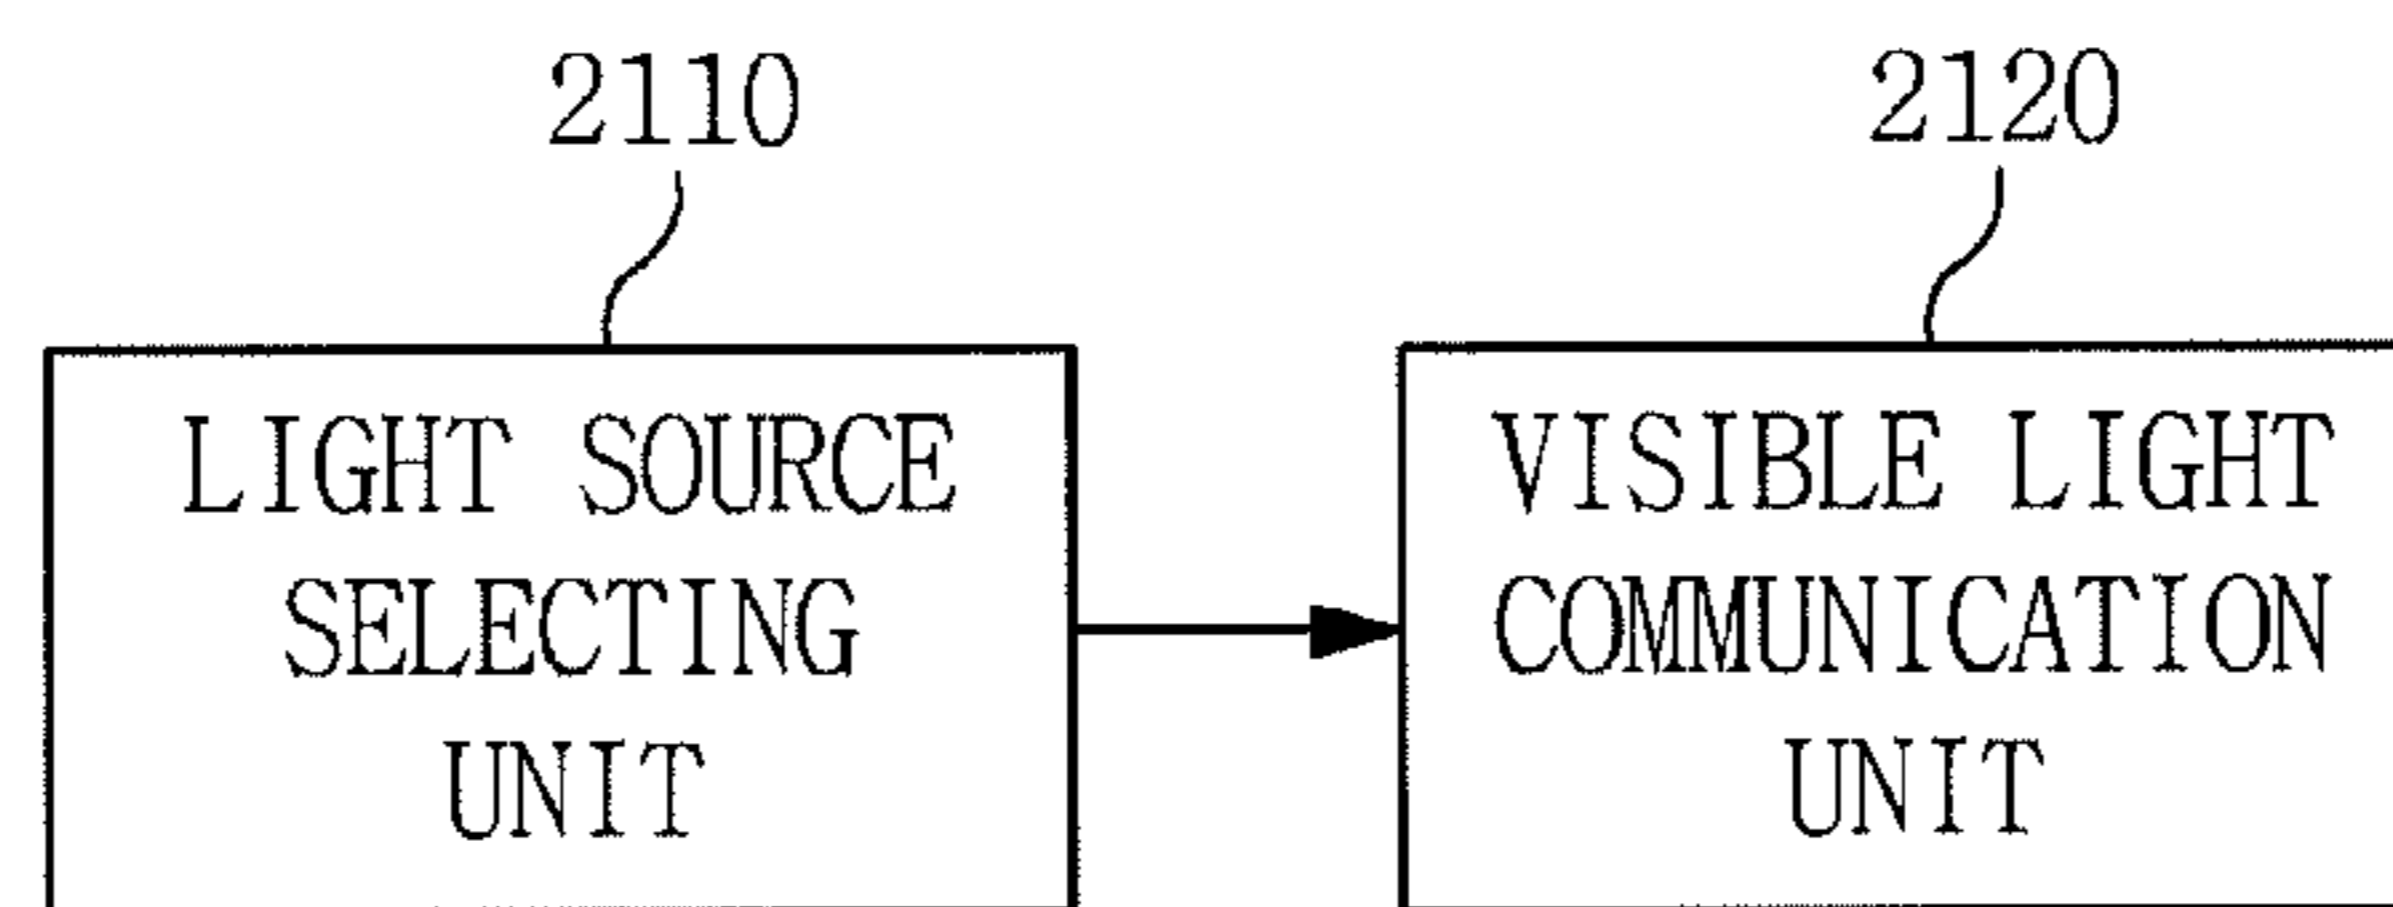 2110
2120
LIGHT SOURCE
SELECTING
UNIT
VISIBLE LIGHT
COMMUNICATION
UNIT